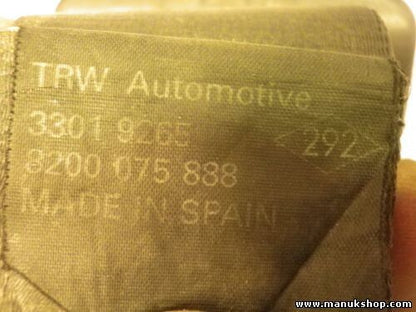 TRW Automotive
3301 9265
<292>
8200 075 888
MADE IN SPAIN
www.manukshop.com